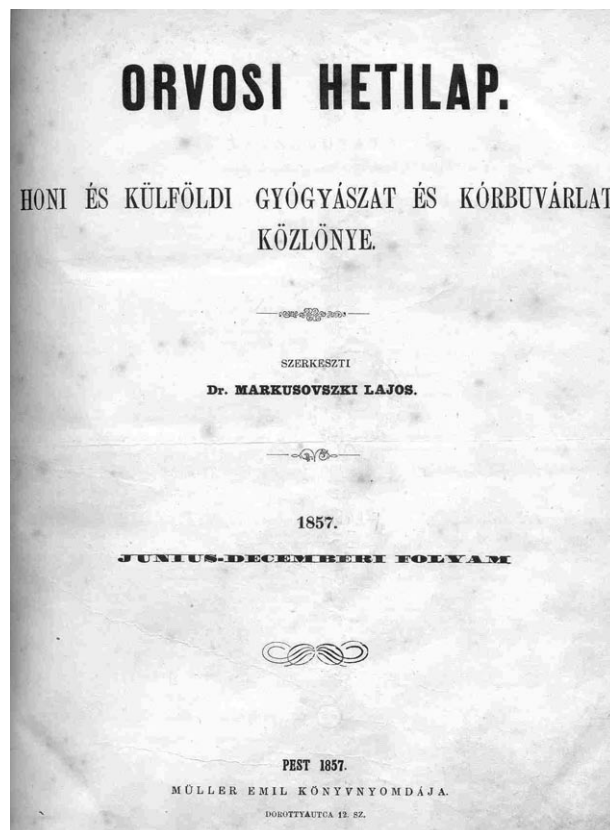 ORVOSI HETILAP.
HONI ÉS KÜLFÖLDI GYÓGYÁSZAT ÉS KÓRBUVÁRLAT
KÖZLÖNYE.
SZERKESZTI
Dr. MARKUSOVSZKI LAJOS.
1857.
JUNIUS-DECEMBERI FOLYAM
PEST 1857.
MÜLLER EMIL KÖNYVNYOMDÁJA.
DOROTTYAUTCA 12. SZ.